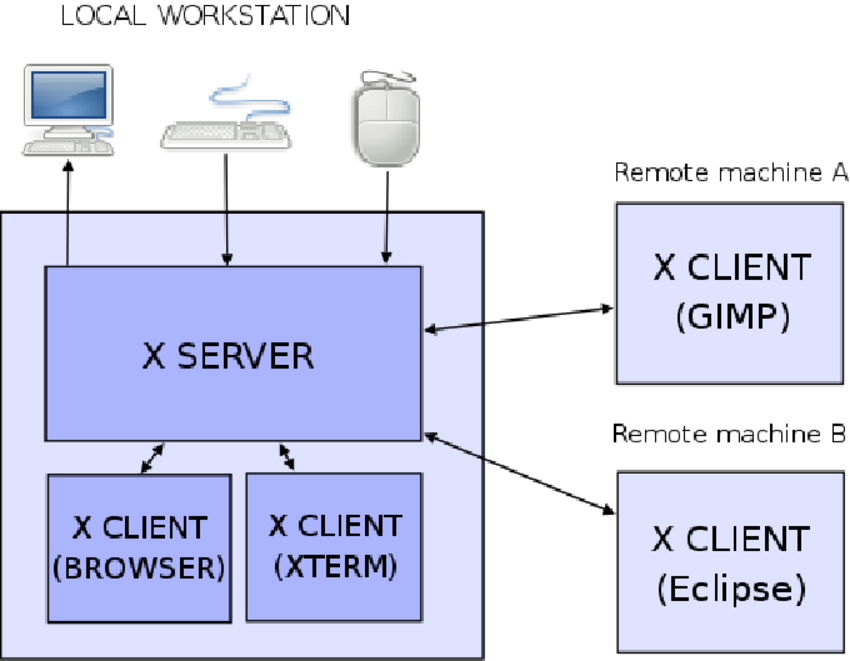 LOCAL WORKSTATION
Remote machine A
X CLIENT
(GIMP)
X SERVER
Remote machine B
X CLIENT
(BROWSER)
X CLIENT
(XTERM)
X CLIENT
(Eclipse)